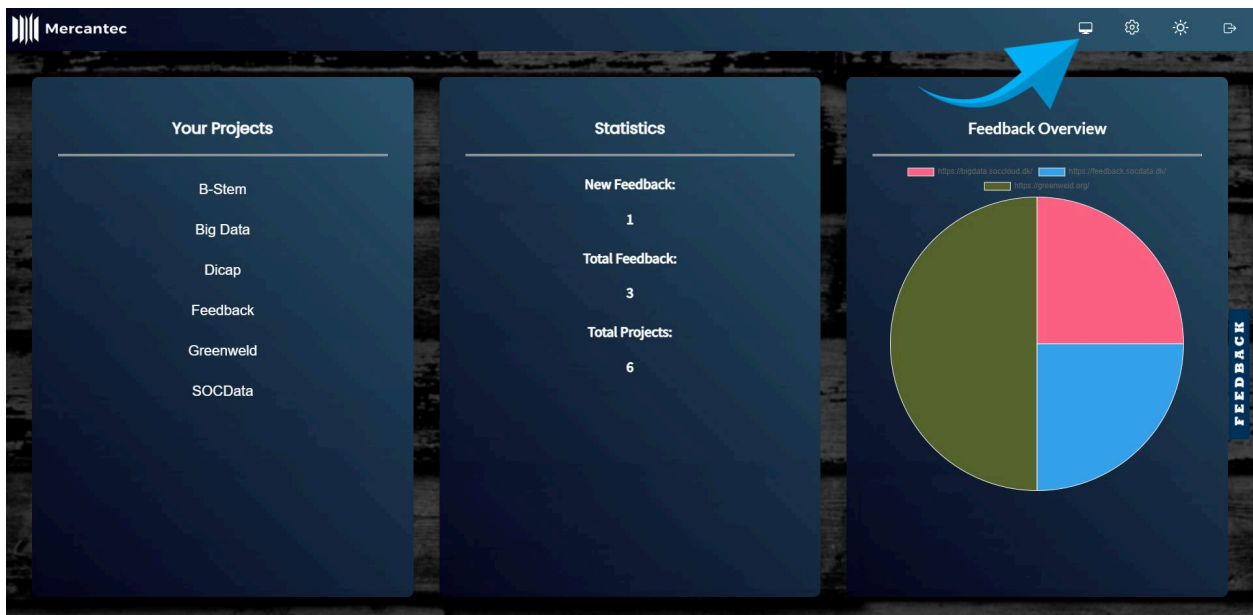 Mercantec
Your Projects
B-Stem
Big Data
Dicap
Feedback
Greenweld
SOCData
Statistics
New Feedback:
1
Total Feedback:
3
Total Projects:
6
Feedback Overview
https://bigdata.soccloud.dk/ https://feedback.socdata.dk/
https://greenweld.org/
FEEDBACK